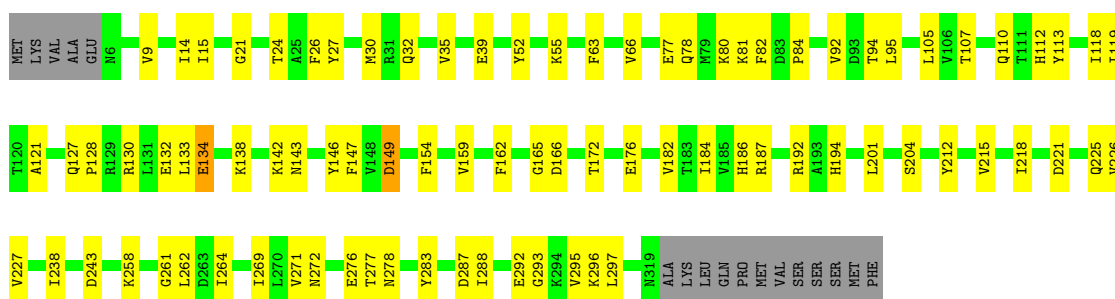 MET LYS VAL ALA GLU N6 V9 I14 I15 G21 T24 A25 F26 Y27 M30 R31 Q32 V35 E39 Y52 K55 F63 V66 E77 Q78 M79 K80 K81 F82 D83 P84 V92 D93 T94 L95 L105 V106 T107 Q110 T111 H112 Y113 I118
T120 A121 Q127 P128 R129 R130 L131 E132 L133 E134 K138 K142 N143 Y146 F147 V148 D149 F154 V159 F162 G165 D166 T172 E176 V182 T183 I184 V185 H186 R187 R192 A193 H194 L201 S204 Y212 V215 I218 D221 Q225
V227 I238 D243 K258 G261 L262 D263 I264 I269 L270 V271 N272 E276 T277 N278 Y283 D287 I288 E292 G293 K294 V295 K296 L297 N319 ALA LYS LEU GLN PRO MET VAL SER SER SER MET PHE